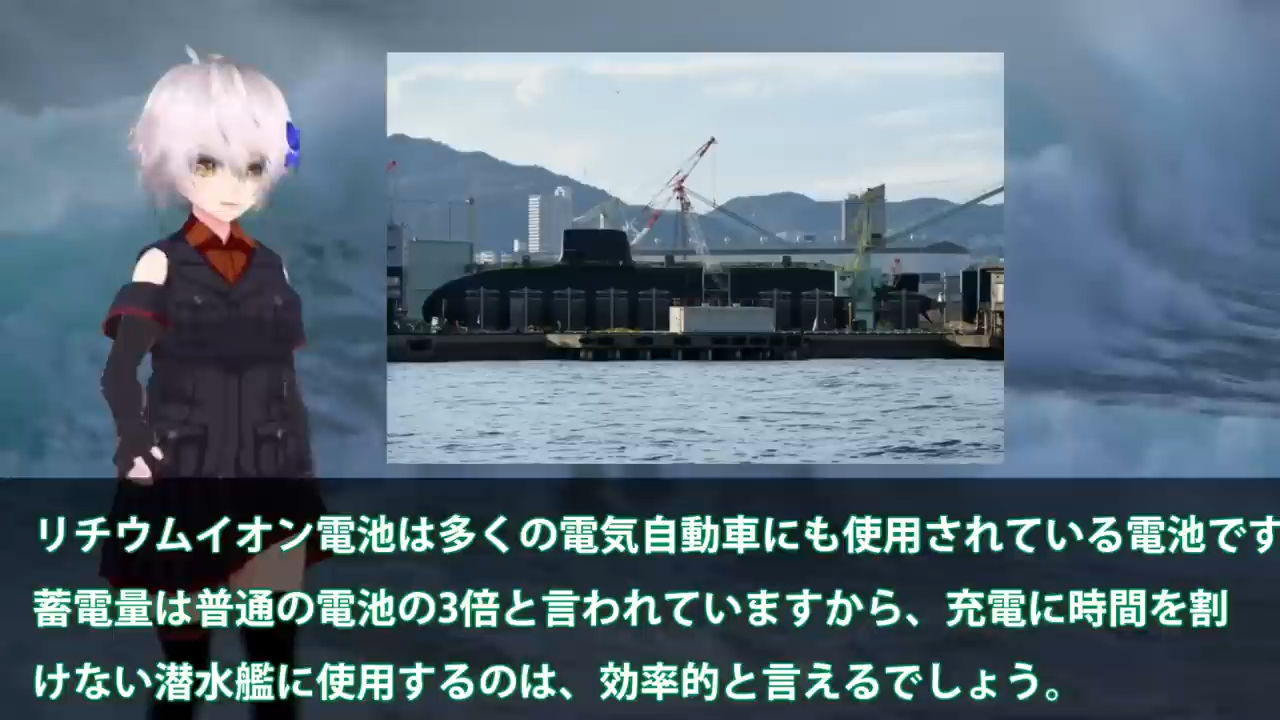 リチウムイオン電池は多くの電気自動車にも使用されている電池です
蓄電量は普通の電池の3倍と言われていますから、充電に時間を割
けない潜水艦に使用するのは、効率的と言えるでしょう。